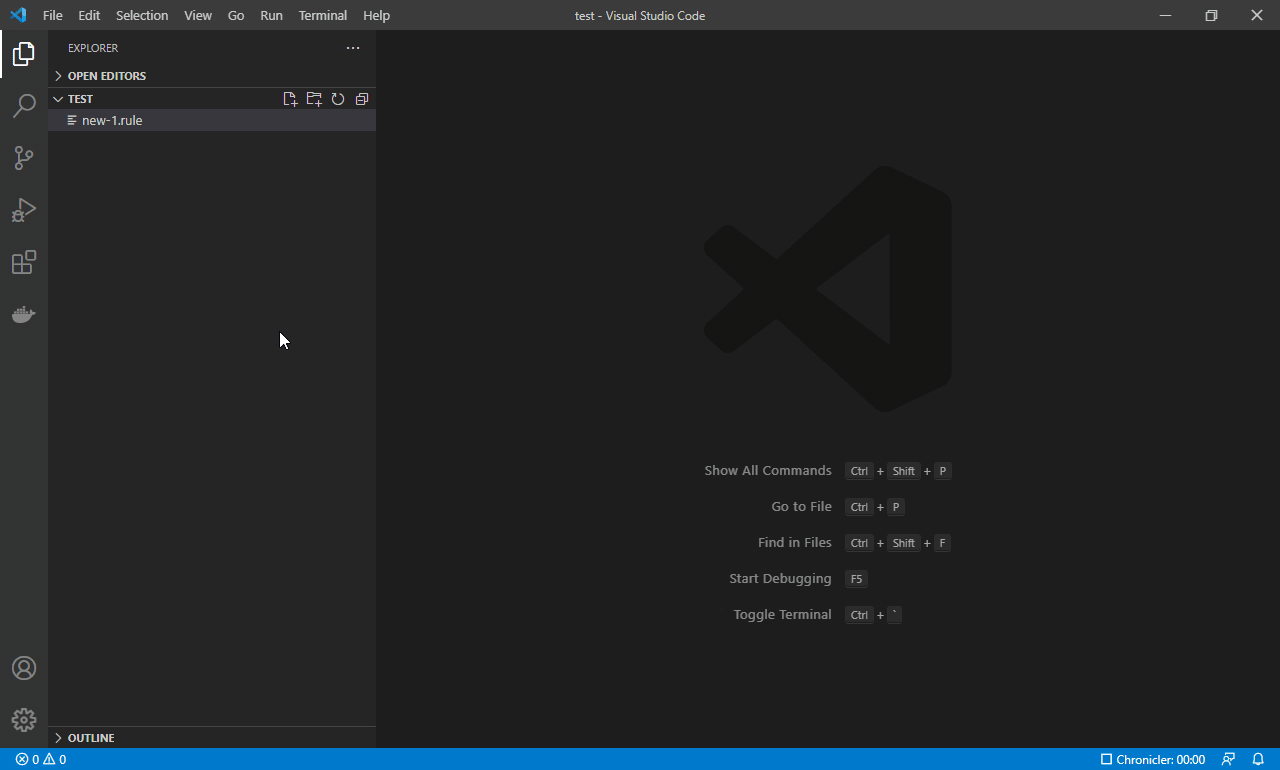 File Edit Selection View Go Run Terminal Help test - Visual Studio Code
EXPLORER
OPEN EDITORS
TEST
new-1.rule
Show All Commands Ctrl + Shift + P
Go to File Ctrl + P
Find in Files Ctrl + Shift + F
Start Debugging F5
Toggle Terminal Ctrl + `
OUTLINE
0 0 Chronicler: 00:00